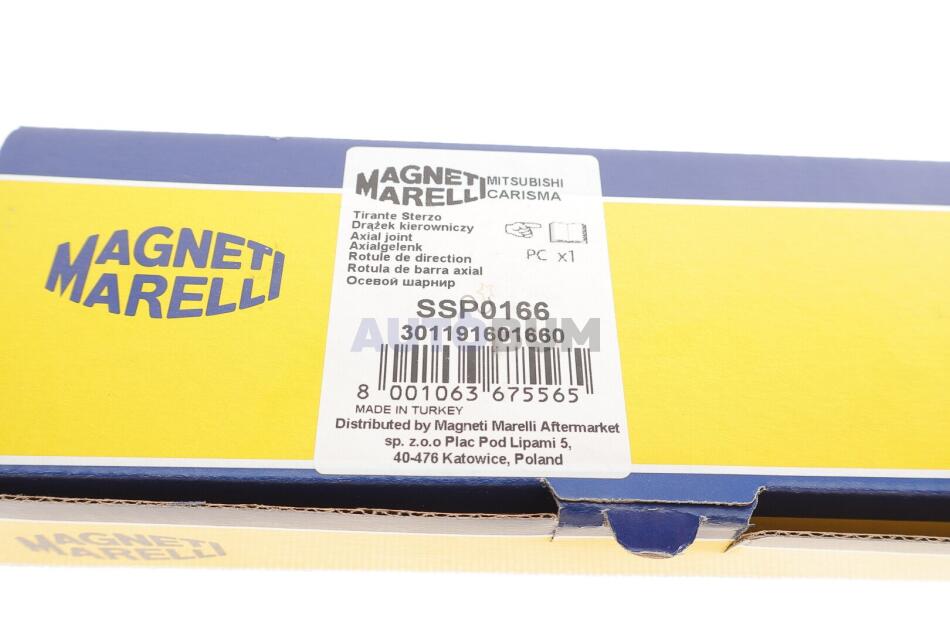 MAGNETI
MARELLI
MITSUBISHI
CARISMA
Tirante Sterzo
Drążek kierowniczy
Axial joint
Axialgelenk
Rotule de direction
Rotula de barra axial
Осевой шарнир
PC x1
SSP0166
301191601660
AUTOBUM
8 001063 675565
MADE IN TURKEY
Distributed by Magneti Marelli Aftermarket
sp. z.o.o Plac Pod Lipami 5,
40-476 Katowice, Poland
MAGNETI
MARELLI
MAGNETI
MARELLI